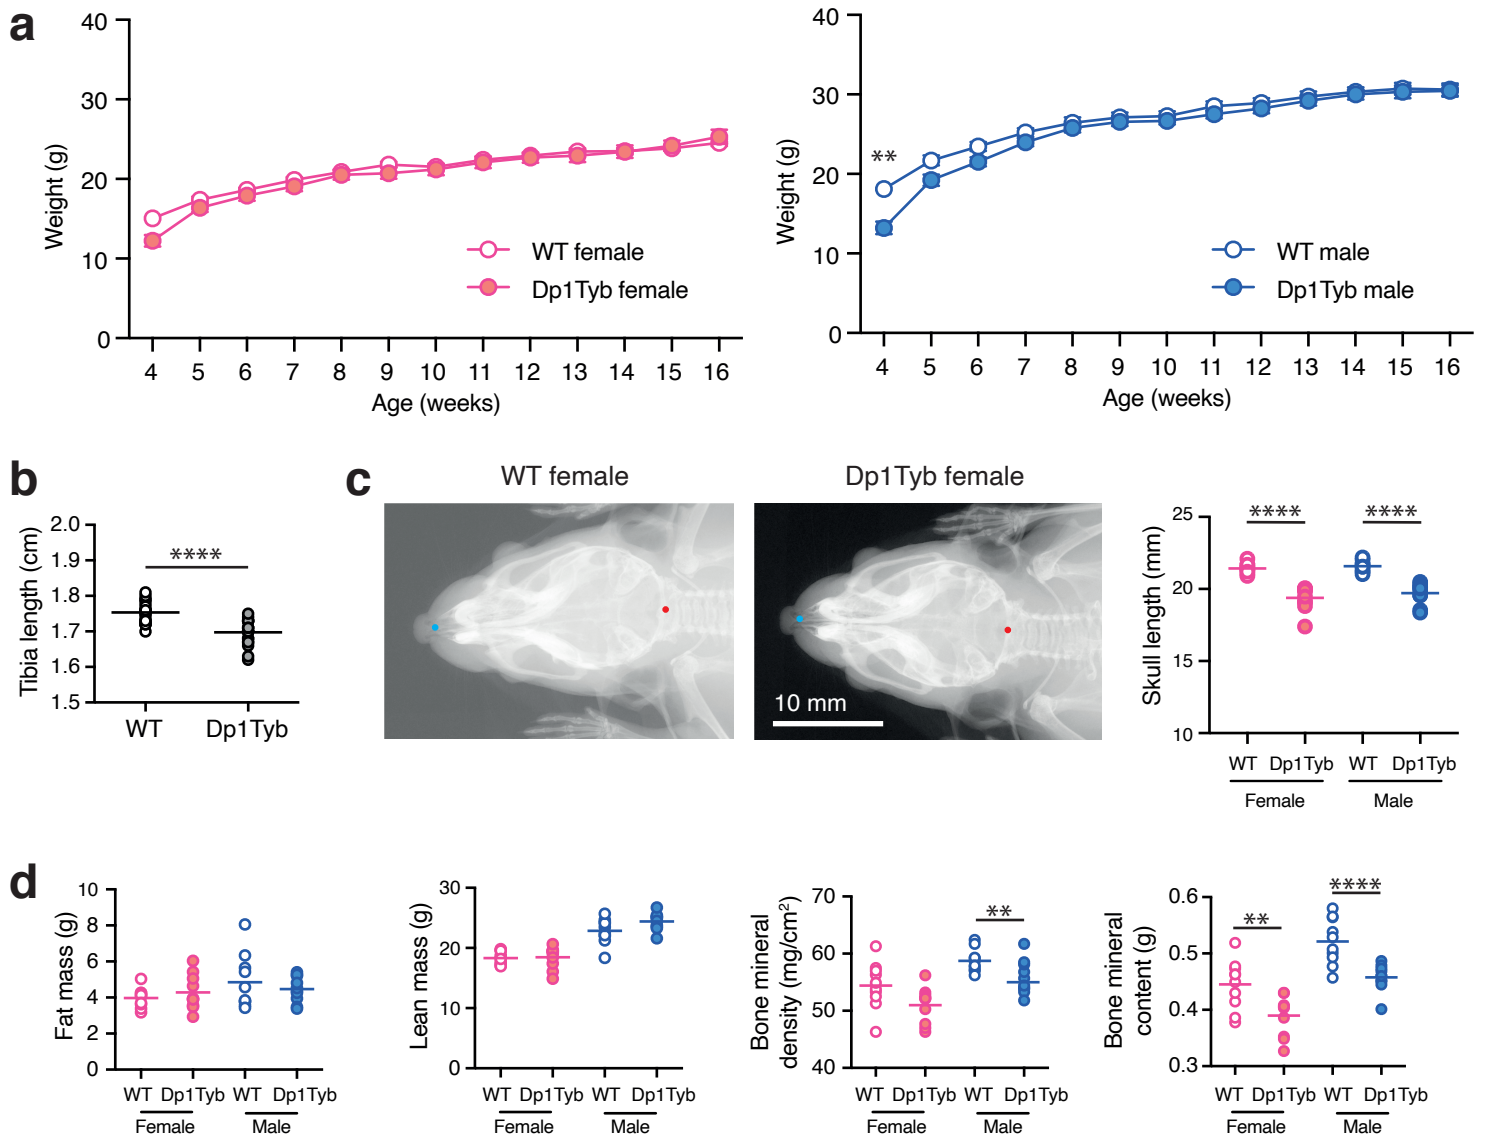 a
40
30
20
10
0
Weight (g)
WT female
Dp1Tyb female
4 5 6 7 8 9 10 11 12 13 14 15 16
Age (weeks)
40
30
20
10
0
Weight (g)
**
WT male
Dp1Tyb male
4 5 6 7 8 9 10 11 12 13 14 15 16
Age (weeks)
b
2.0
1.9
1.8
1.7
1.6
1.5
Tibia length (cm)
****
WT Dp1Tyb
c
WT female
Dp1Tyb female
10 mm
25
20
15
10
Skull length (mm)
**** ****
WT Dp1Tyb WT Dp1Tyb
Female Male
d
10
8
6
4
2
0
Fat mass (g)
WT Dp1Tyb WT Dp1Tyb
Female Male
30
20
10
0
Lean mass (g)
WT Dp1Tyb WT Dp1Tyb
Female Male
70
60
50
40
Bone mineral
density (mg/cm²)
**
WT Dp1Tyb WT Dp1Tyb
Female Male
0.6
0.5
0.4
0.3
Bone mineral
content (g)
** ****
WT Dp1Tyb WT Dp1Tyb
Female Male